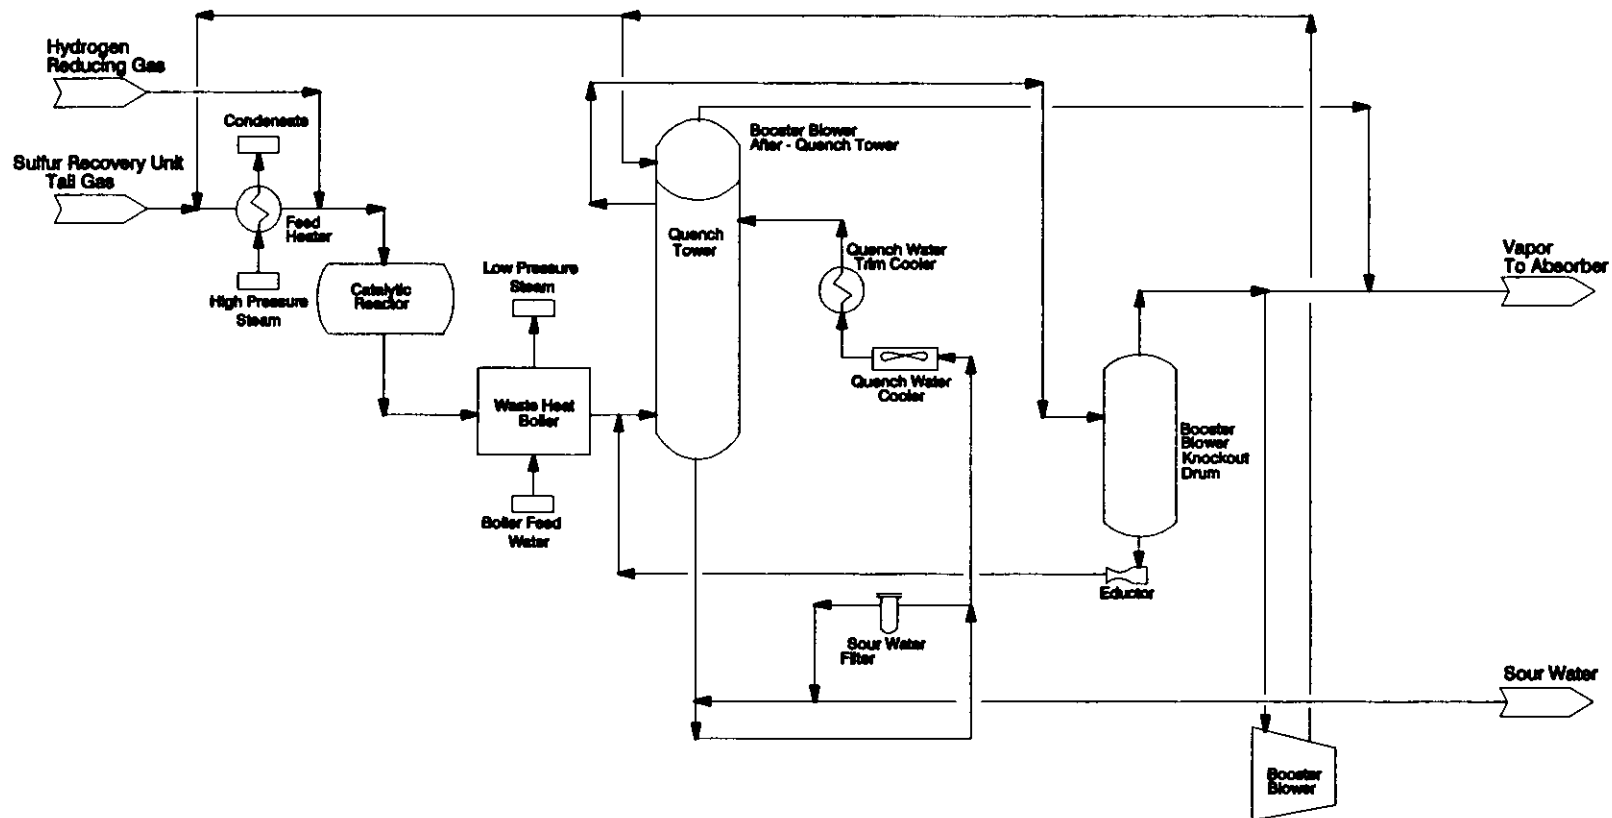 Hydrogen
Reducing Gas
Condensate
Sulfur Recovery Unit
Tail Gas
Feed
Heater
High Pressure
Steam
Catalytic
Reactor
Low Pressure
Steam
Waste Heat
Boiler
Boiler Feed
Water
Booster Blower
After - Quench Tower
Quench
Tower
Quench Water
Trim Cooler
Quench Water
Cooler
Vapor
To Absorber
Booster
Blower
Knockout
Drum
Eductor
Sour Water
Filter
Sour Water
Booster
Blower